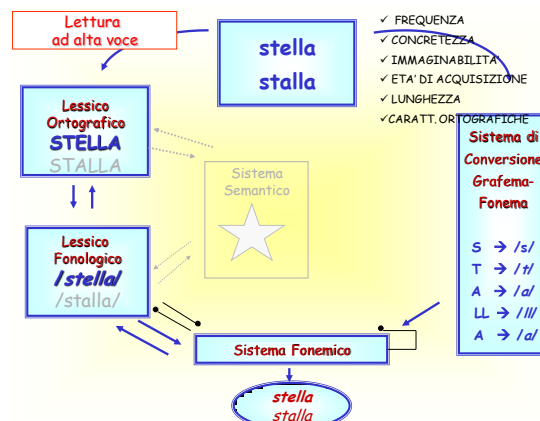 Lettura
ad alta voce
stella
stalla
✓ FREQUENZA
✓ CONCRETEZZA
✓ IMMAGINABILITA'
✓ ETA' DI ACQUISIZIONE
✓ LUNGHEZZA
✓CARATT. ORTOGRAFICHE
Lessico
Ortografico
STELLA
STALLA
Sistema
Semantico
Sistema di
Conversione
Grafema-
Fonema
S → /s/
T → /t/
A → /a/
LL → /ll/
A → /a/
Lessico
Fonologico
/stella/
/stalla/
Sistema Fonemico
stella
stalla